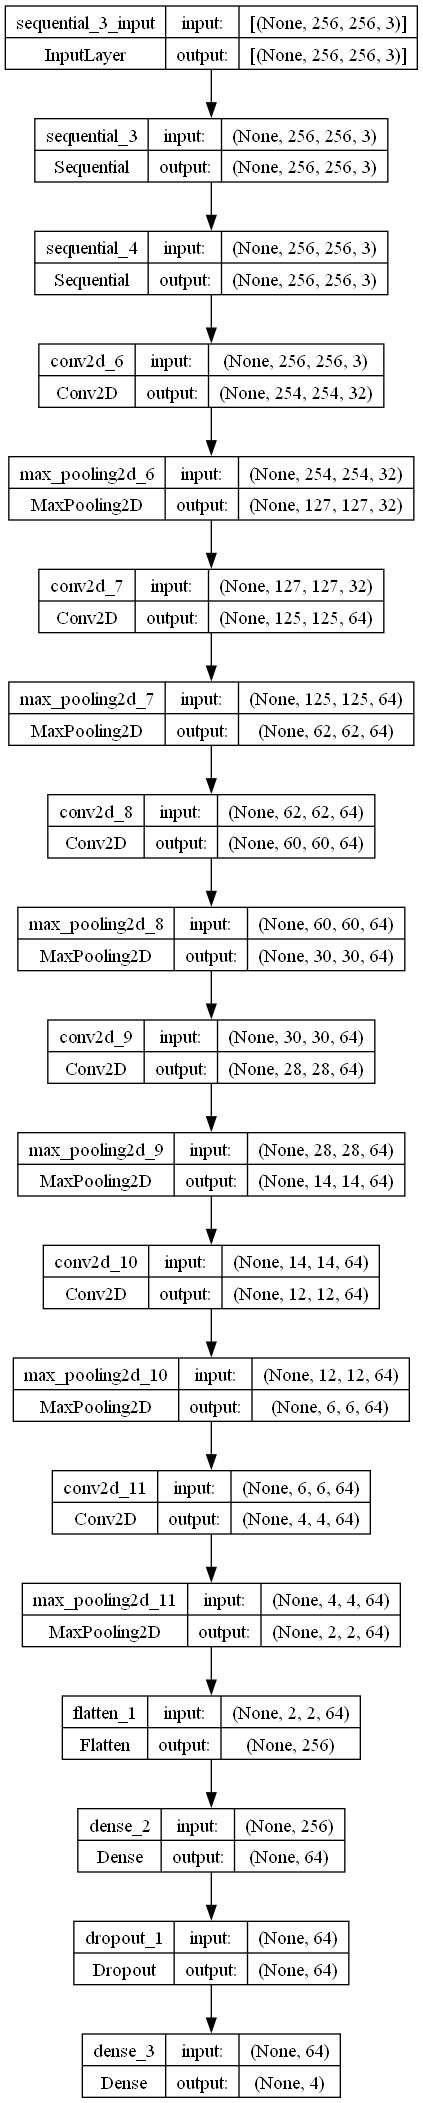 sequential_3_input input: [(None, 256, 256, 3)]
InputLayer output: [(None, 256, 256, 3)]
sequential_3 input: (None, 256, 256, 3)
Sequential output: (None, 256, 256, 3)
sequential_4 input: (None, 256, 256, 3)
Sequential output: (None, 256, 256, 3)
conv2d_6 input: (None, 256, 256, 3)
Conv2D output: (None, 254, 254, 32)
max_pooling2d_6 input: (None, 254, 254, 32)
MaxPooling2D output: (None, 127, 127, 32)
conv2d_7 input: (None, 127, 127, 32)
Conv2D output: (None, 125, 125, 64)
max_pooling2d_7 input: (None, 125, 125, 64)
MaxPooling2D output: (None, 62, 62, 64)
conv2d_8 input: (None, 62, 62, 64)
Conv2D output: (None, 60, 60, 64)
max_pooling2d_8 input: (None, 60, 60, 64)
MaxPooling2D output: (None, 30, 30, 64)
conv2d_9 input: (None, 30, 30, 64)
Conv2D output: (None, 28, 28, 64)
max_pooling2d_9 input: (None, 28, 28, 64)
MaxPooling2D output: (None, 14, 14, 64)
conv2d_10 input: (None, 14, 14, 64)
Conv2D output: (None, 12, 12, 64)
max_pooling2d_10 input: (None, 12, 12, 64)
MaxPooling2D output: (None, 6, 6, 64)
conv2d_11 input: (None, 6, 6, 64)
Conv2D output: (None, 4, 4, 64)
max_pooling2d_11 input: (None, 4, 4, 64)
MaxPooling2D output: (None, 2, 2, 64)
flatten_1 input: (None, 2, 2, 64)
Flatten output: (None, 256)
dense_2 input: (None, 256)
Dense output: (None, 64)
dropout_1 input: (None, 64)
Dropout output: (None, 64)
dense_3 input: (None, 64)
Dense output: (None, 4)